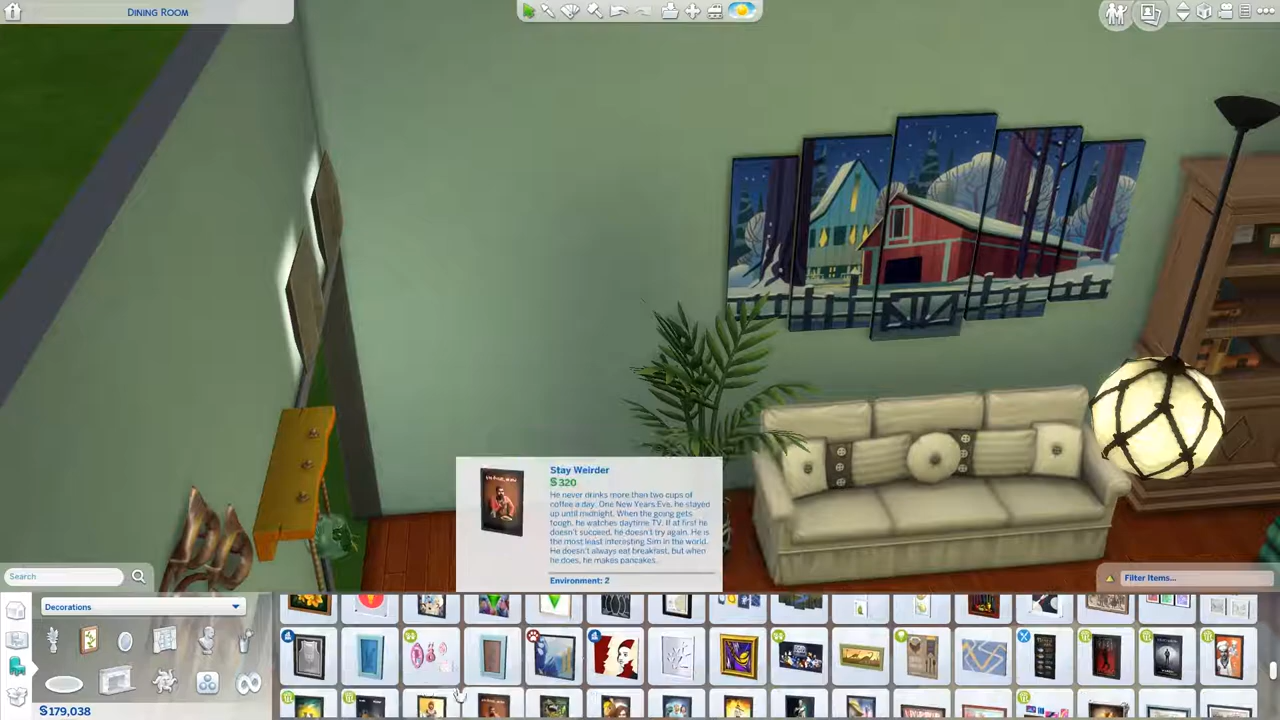 DINING ROOM
Stay Weirder
§320
He never drinks more than two cups of
coffee a day. One New Years Eve, he stayed
up until midnight. When the going gets
tough, he watches daytime TV. If at first he
doesn't succeed, he doesn't try again. He is
the most least interesting Sim in the world.
He doesn't always eat breakfast, but when
he does, he makes pancakes.
Environment: 2
Search
Filter Items...
Decorations
§179,038